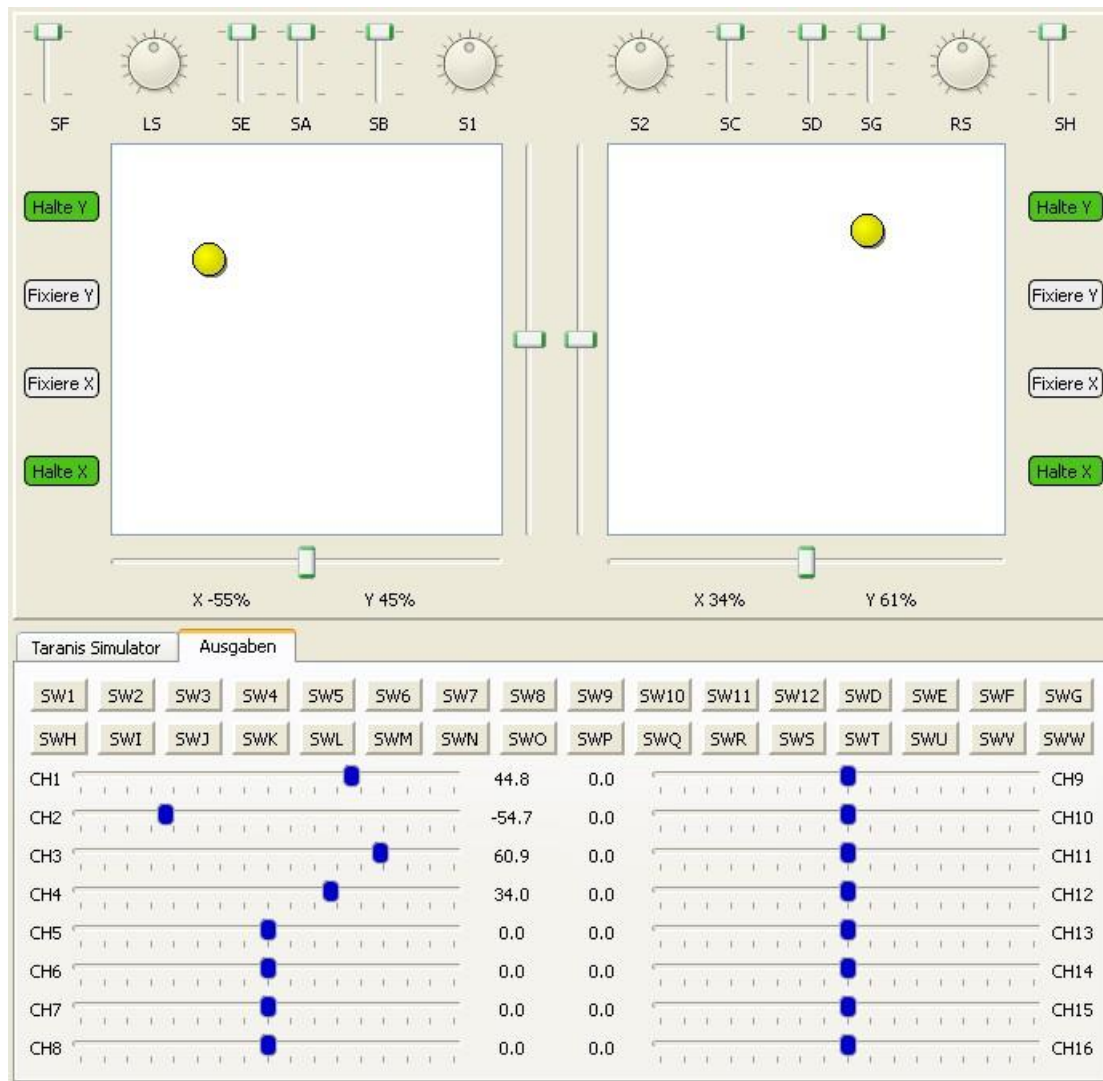 SF LS SE SA SB S1 S2 SC SD SG RS SH
Halte Y Halte Y
Fixiere Y Fixiere Y
Fixiere X Fixiere X
Halte X Halte X
X -55% Y 45% X 34% Y 61%
Taranis Simulator Ausgaben
SW1 SW2 SW3 SW4 SW5 SW6 SW7 SW8 SW9 SW10 SW11 SW12 SWD SWE SWF SWG
SWH SWI SWJ SWK SWL SWM SWN SWO SWP SWQ SWR SWS SWT SWU SWV SWW
CH1 44.8 0.0 CH9
CH2 -54.7 0.0 CH10
CH3 60.9 0.0 CH11
CH4 34.0 0.0 CH12
CH5 0.0 0.0 CH13
CH6 0.0 0.0 CH14
CH7 0.0 0.0 CH15
CH8 0.0 0.0 CH16